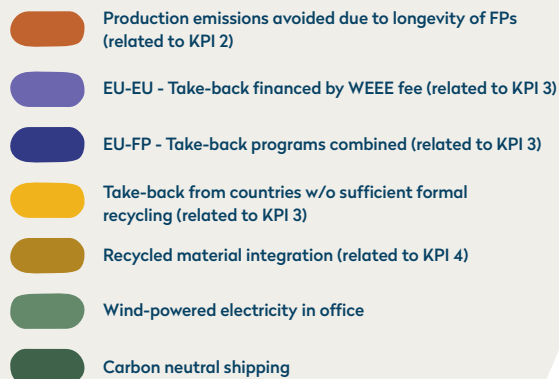 Production emissions avoided due to longevity of FPs
(related to KPI 2)
EU-EU - Take-back financed by WEEE fee (related to KPI 3)
EU-FP - Take-back programs combined (related to KPI 3)
Take-back from countries w/o sufficient formal
recycling (related to KPI 3)
Recycled material integration (related to KPI 4)
Wind-powered electricity in office
Carbon neutral shipping